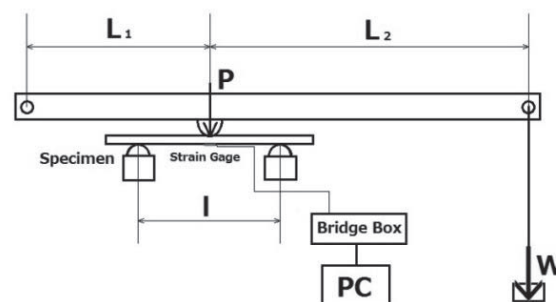 L1
L2
P
Specimen
Strain Gage
l
Bridge Box
PC
W